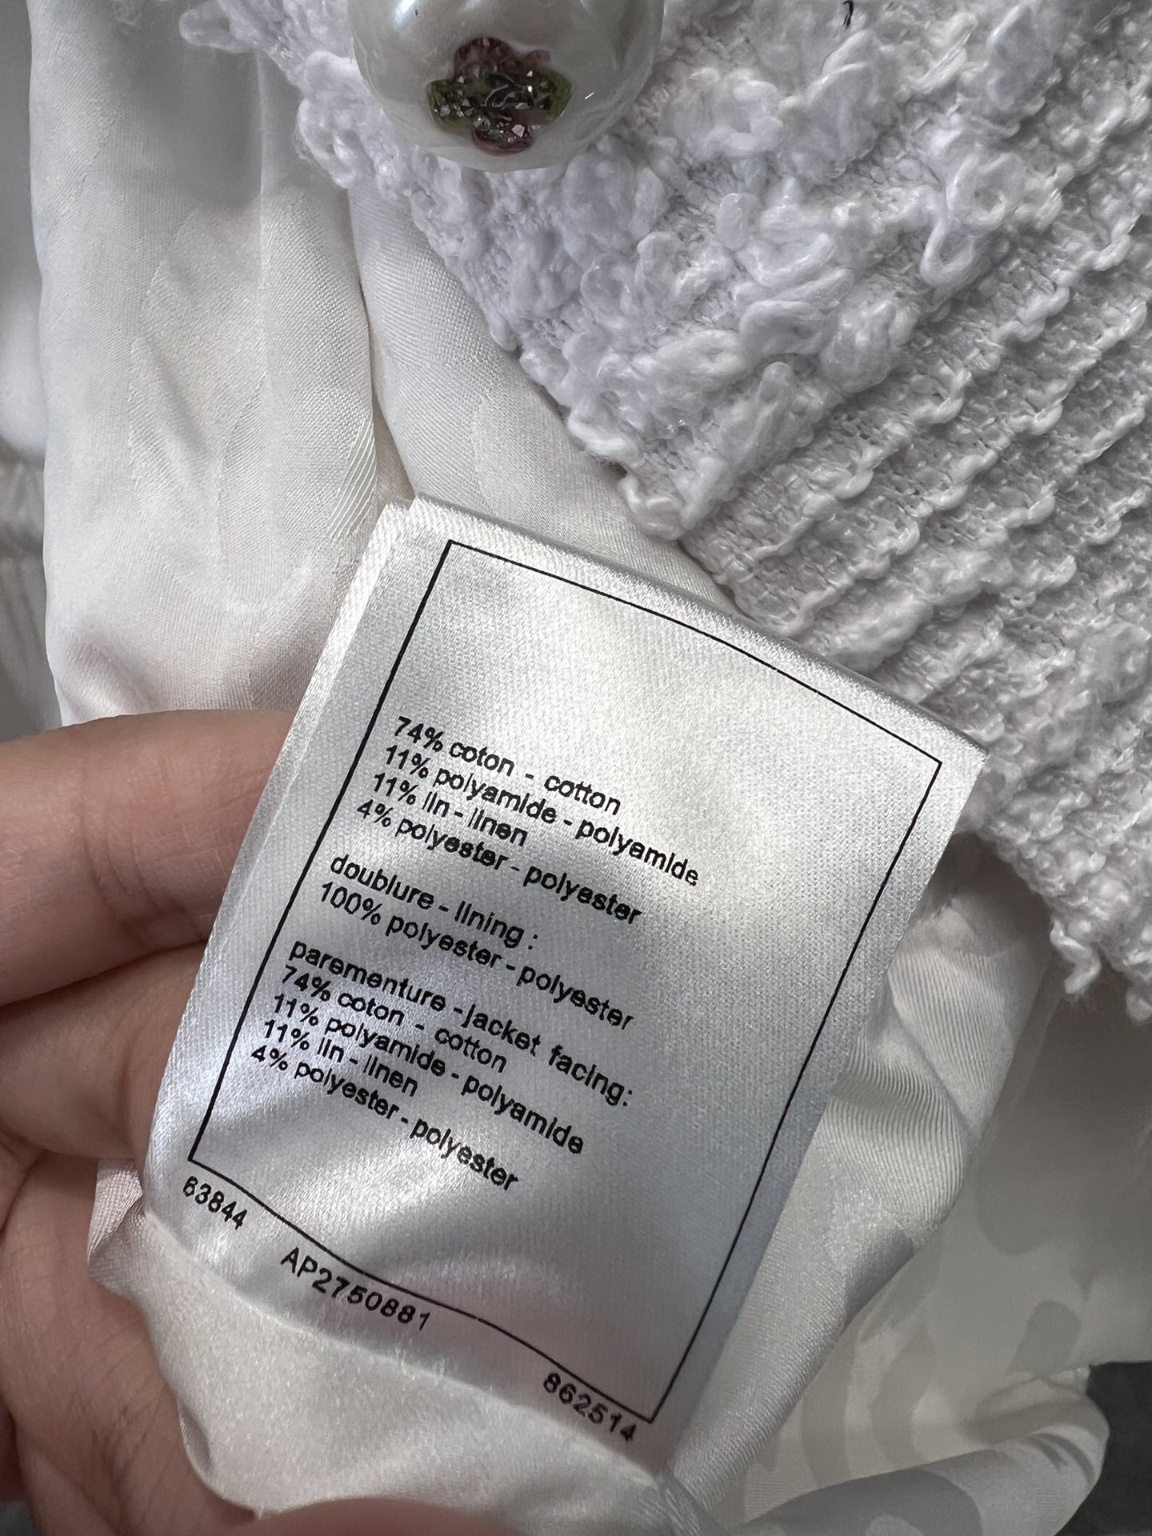 74% coton - cotton
11% polyamide - polyamide
11% lin - linen
4% polyester - polyester
doublure - lining :
100% polyester - polyester
parementure - jacket facing:
74% coton - cotton
11% polyamide - polyamide
11% lin - linen
4% polyester - polyester
63844
AP2750881
862514